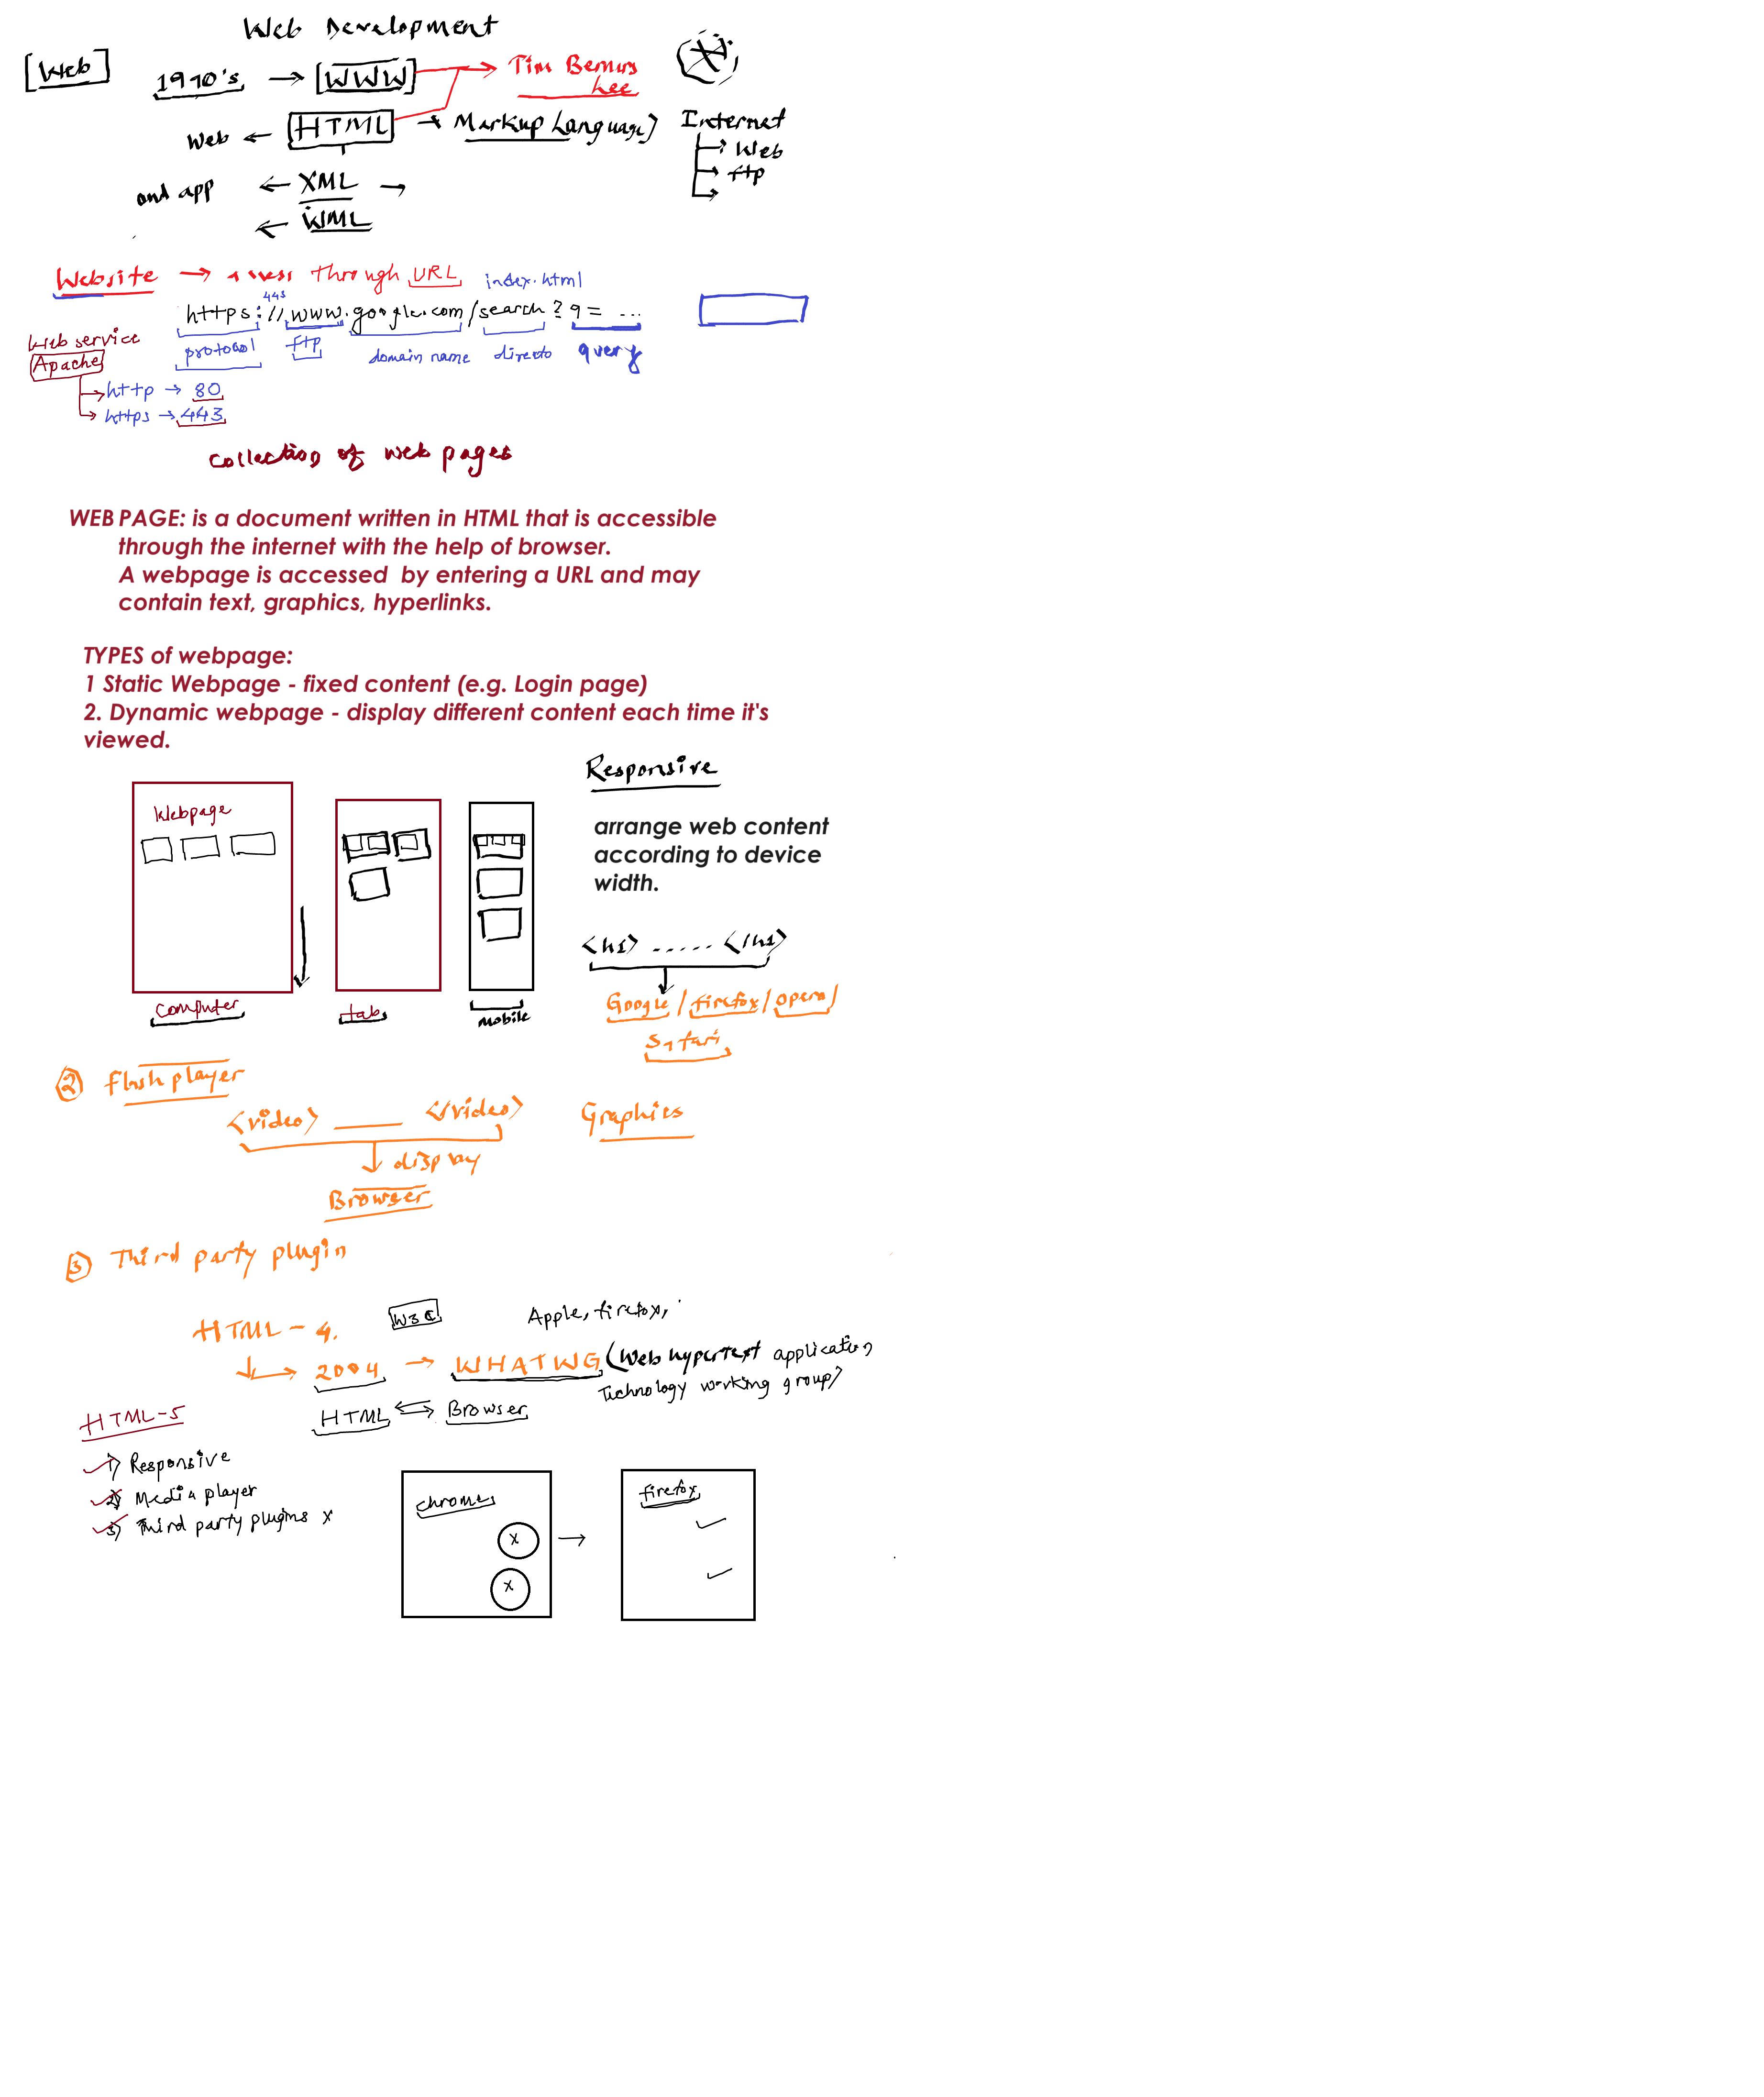 Web Development
[Web]
1990's → [WWW] → Tim Berners
Lee
Web ← HTML → Markup Language)
Internet
→ Web
→ ftp
and app ← XML →
← WML
Website → access through URL
index.html
443
https://www.google.com/search?q= ...
protocol ftp domain name directo query
Web service
Apache
→ http → 80
→ https → 443
collection of web pages
WEB PAGE: is a document written in HTML that is accessible
through the internet with the help of browser.
A webpage is accessed by entering a URL and may
contain text, graphics, hyperlinks.
TYPES of webpage:
1 Static Webpage - fixed content (e.g. Login page)
2. Dynamic webpage - display different content each time it's
viewed.
Responsive
Webpage
arrange web content
according to device
width.
<h1> ..... </h1>
Google / firefox / opera /
Safari
computer
tab
mobile
② flash player
<video> ___ </video>
Graphics
display
Browser
③ Third party plugin
HTML - 4.
W3C
Apple, firefox,
→ 2004 → WHATWG (Web hypertext application
Technology working group)
HTML Browser
HTML-5
1) Responsive
2) Media player
3) Third party plugins x
chrome
x
x
→
firefox